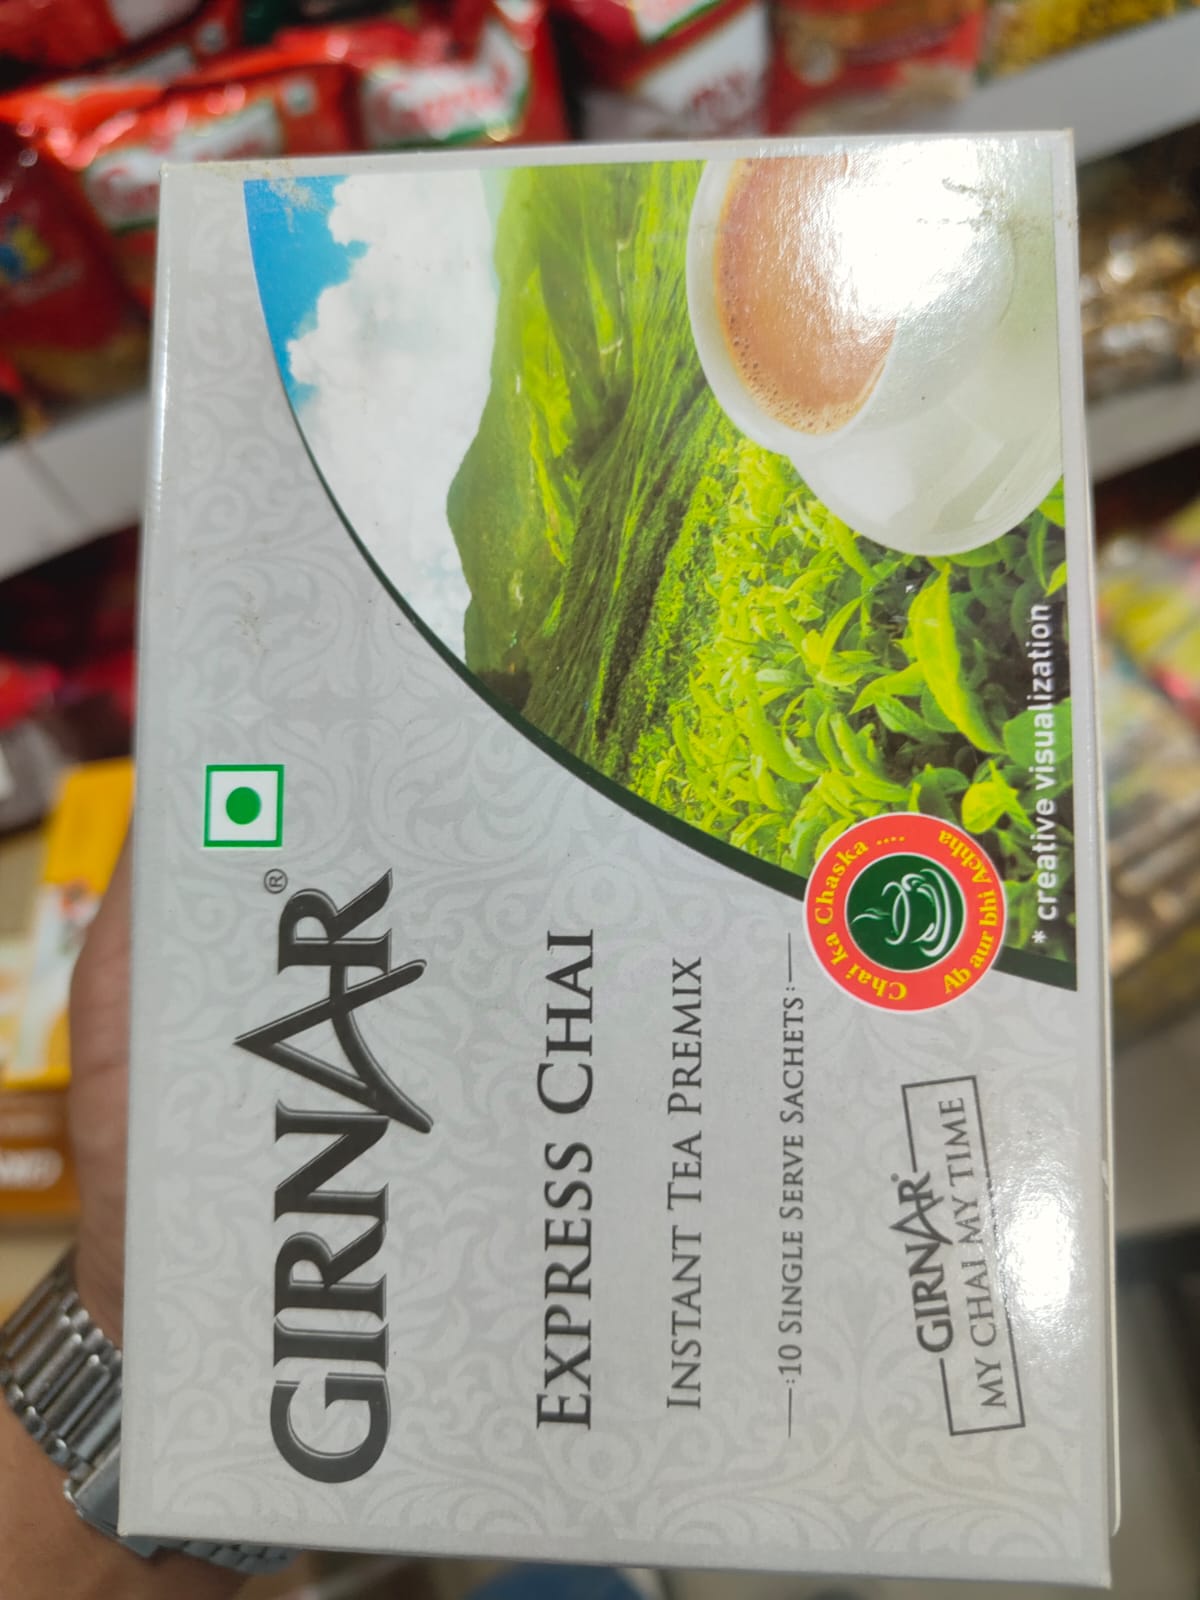 GIRNAR®
EXPRESS CHAI
INSTANT TEA PREMIX
10 SINGLE SERVE SACHETS
GIRNAR
MY CHAI MY TIME
Chai ka Chaska ....
Ab aur bhi Achha
* creative visualization